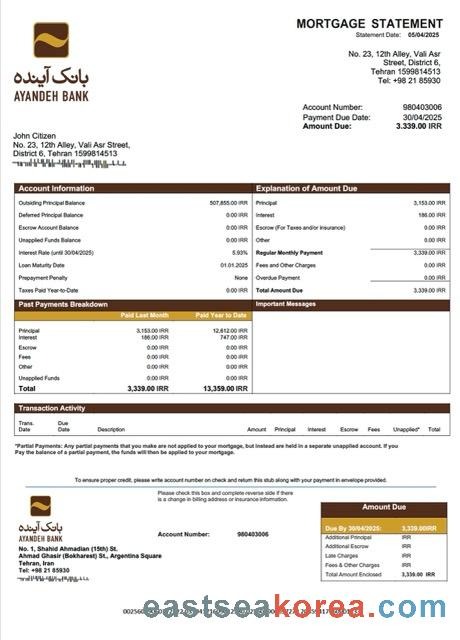 MORTGAGE STATEMENT
Statement Date: 05/04/2025
بانک آینده
AYANDEH BANK
No. 23, 12th Alley, Vali Asr
Street, District 6,
Tehran 1599814513
Tel: +98 21 85930
Account Number: 980403006
Payment Due Date: 30/04/2025
Amount Due: 3.339.00 IRR
John Citizen
No. 23, 12th Alley, Vali Asr Street,
District 6, Tehran 1599814513
Account Information
Outsiding Principal Balance 507,855.00 IRR
Deferred Principal Balance 0.00 IRR
Escrow Account Balance 0.00 IRR
Unapplied Funds Balance 0.00 IRR
Interest Rate (until 30/04/2025) 5.93%
Loan Maturity Date 01.01.2025
Prepayment Penalty None
Taxes Paid Year-to-Date 0.00 IRR
Explanation of Amount Due
Principal 3,153.00 IRR
Interest 186.00 IRR
Escrow (For Taxes and/or Insurance) 0.00 IRR
Other 0.00 IRR
Regular Monthly Payment 3,339.00 IRR
Fees and Other Charges 0.00 IRR
Overdue Payment 0.00 IRR
Total Amount Due 3,339.00 IRR
Past Payments Breakdown
Paid Last Month Paid Year to Date
Principal 3,153.00 IRR 12,612.00 IRR
Interest 186.00 IRR 747.00 IRR
Escrow 0.00 IRR 0.00 IRR
Fees 0.00 IRR 0.00 IRR
Other 0.00 IRR 0.00 IRR
Unapplied Funds 0.00 IRR 0.00 IRR
Total 3,339.00 IRR 13,359.00 IRR
Important Messages
Transaction Activity
Trans. Date Due Date Description Amount Principal Interest Escrow Fees Unapplied* Total
*Partial Payments: Any partial payments that you make are not applied to your mortgage, but instead are held in a separate unapplied account. If you
Pay the balance of a partial payment, the funds will then be applied to your mortgage.
To ensure proper credit, please write account number on check and return this stub along with your payment in envelope provided.
Please check this box and complete reverse side if there
is a change in billing address or insurance information.
بانک آینده
AYANDEH BANK
No. 1, Shahid Ahmadian (15th) St.
Ahmad Ghasir (Bokharest) St., Argentina Square
Tehran, Iran
Tel: +98 21 85930
Account Number: 980403006
Amount Due
Due By 30/04/2025: 3,339.00IRR
Additional Principal IRR
Additional Escrow IRR
Late Charges IRR
Fees & Other Charges IRR
Total Amount Enclosed 3,339.00 IRR
eastseakorea.com